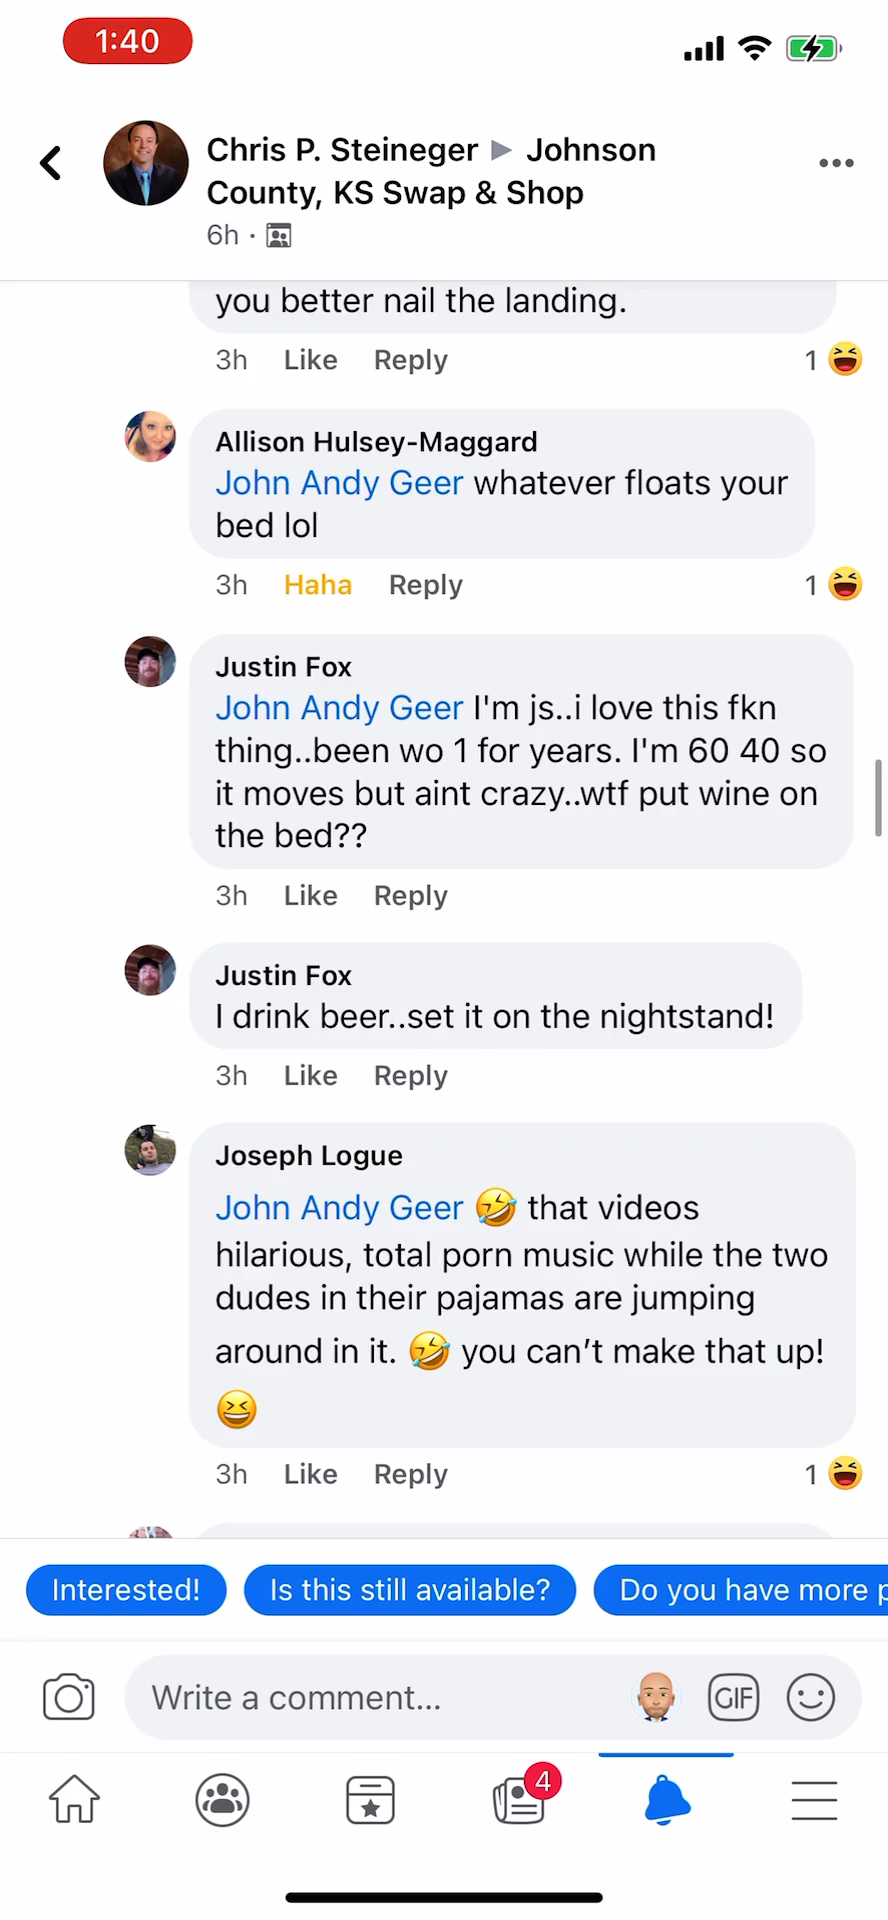 1:40
Chris P. Steineger ▶ Johnson
County, KS Swap & Shop
6h ·
you better nail the landing.
3h Like Reply 1 😆
Allison Hulsey-Maggard
John Andy Geer whatever floats your
bed lol
3h Haha Reply 1 😆
Justin Fox
John Andy Geer I'm js..i love this fkn
thing..been wo 1 for years. I'm 60 40 so
it moves but aint crazy..wtf put wine on
the bed??
3h Like Reply
Justin Fox
I drink beer..set it on the nightstand!
3h Like Reply
Joseph Logue
John Andy Geer 🤣 that videos
hilarious, total porn music while the two
dudes in their pajamas are jumping
around in it. 🤣 you can't make that up!
😆
3h Like Reply 1 😆
Interested! Is this still available? Do you have more p
Write a comment... GIF
4